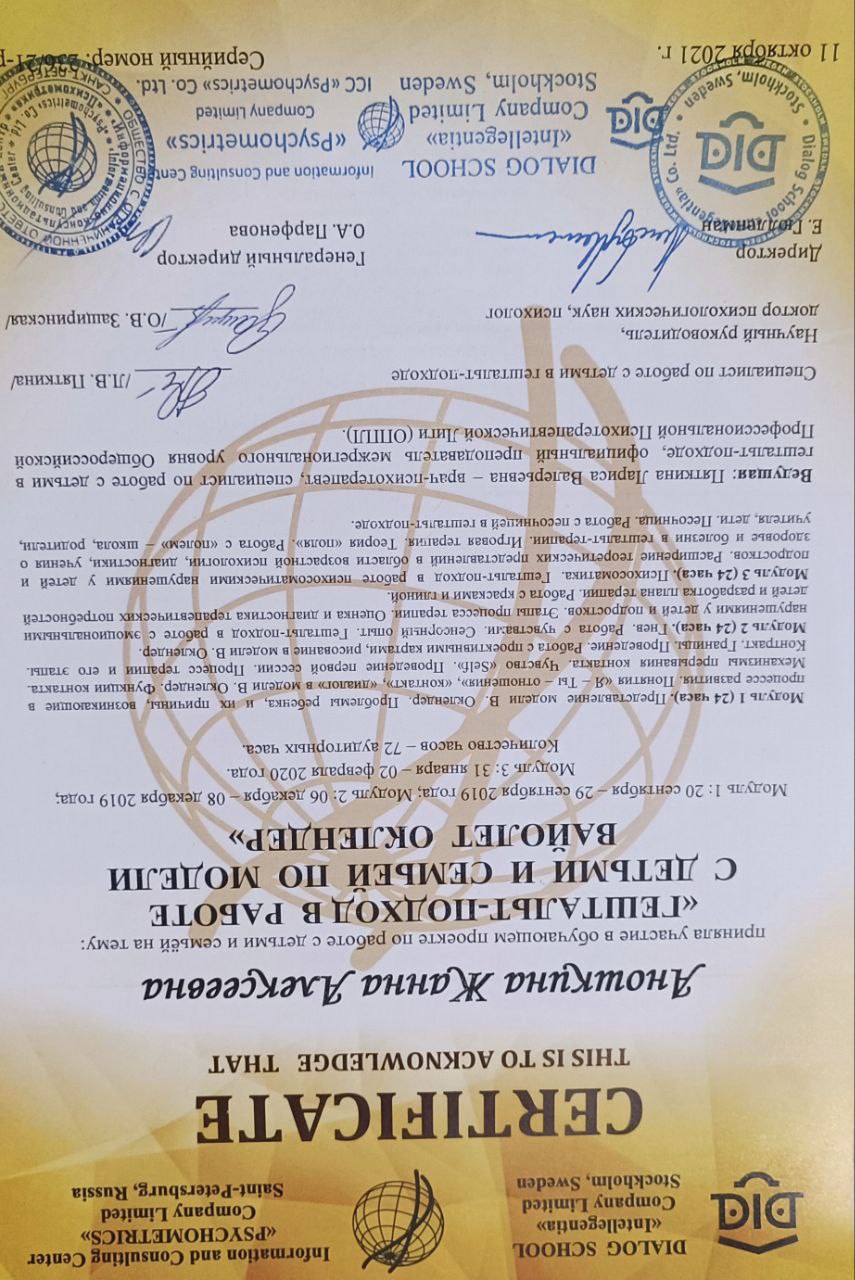 DIALOG SCHOOL
«Intellegentia»
Company Limited
Stockholm, Sweden
Information and Consulting Center
«PSYCHOMETRICS»
Company Limited
Saint-Petersburg, Russia
CERTIFICATE
THIS IS TO ACKNOWLEDGE THAT
Аношкина Жанна Алексеевна
приняла участие в обучающем проекте по работе с детьми и семьёй на тему:
«ГЕШТАЛЬТ-ПОДХОД В РАБОТЕ
С ДЕТЬМИ И СЕМЬЕЙ ПО МОДЕЛИ
ВАЙОЛЕТ ОКЛЕНДЕР»
Модуль 1: 20 сентября – 29 сентября 2019 года; Модуль 2: 06 декабря – 08 декабря 2019 года;
Модуль 3: 31 января – 02 февраля 2020 года.
Количество часов – 72 аудиторных часа.
Модуль 1 (24 часа). Представление модели В. Оклендер. Проблемы ребенка, и их причины, возникающие в
процессе развития. Понятия «Я – Ты – отношения», «контакт», «диалог» в модели В. Оклендер. Функции контакта.
Механизмы прерывания контакта. Чувство «Self». Проведение первой сессии. Процесс терапии и его этапы.
Контракт. Границы. Проведение. Работа с проективными картами, рисование в модели В. Оклендер.
Модуль 2 (24 часа). Гнев. Работа с чувствами. Сенсорный опыт. Гештальт-подход в работе с эмоциональными
нарушениями у детей и подростков. Этапы процесса терапии. Оценка и диагностика терапевтических потребностей
детей и разработка плана терапии. Работа с красками и глиной.
Модуль 3 (24 часа). Психосоматика. Гештальт-подход в работе психосоматическими нарушениями у детей и
подростков. Расширение теоретических представлений в области возрастной психологии, диагностики, учения о
здоровье и болезни в гештальт-терапии. Игровая терапия. Теория «поля». Работа с «полем» – школа, родители,
учителя, дети. Песочница. Работа с песочницей в гештальт-подходе.
Ведущая: Пяткина Лариса Валерьевна – врач-психотерапевт, специалист по работе с детьми в
гештальт-подходе, официальный преподаватель межрегионального уровня Общероссийской
Профессиональной Психотерапевтической Лиги (ОППЛ).
Специалист по работе с детьми в гештальт-подходе
/Л.В. Пяткина/
Научный руководитель,
доктор психологических наук, психолог
/О.В. Защиринская/
Директор
Е. Гюлленман
Генеральный директор
О.А. Парфенова
DIALOG SCHOOL
«Intellegentia»
Company Limited
Stockholm, Sweden
Information and Consulting Cent
«Psychometrics»
Company Limited
ICC «Psychometrics» Co. Ltd.
11 октября 2021 г.
Серийный номер: 236/21-р